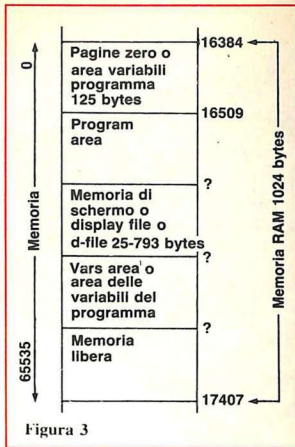 0
Memoria
65535
Pagine zero o
area variabili
programma
125 bytes
Program
area
Memoria di
schermo o
display file o
d-file 25-793 bytes
Vars area o
area delle
variabili del
programma
Memoria
libera
16384
16509
?
?
?
17407
Memoria RAM 1024 bytes
Figura 3